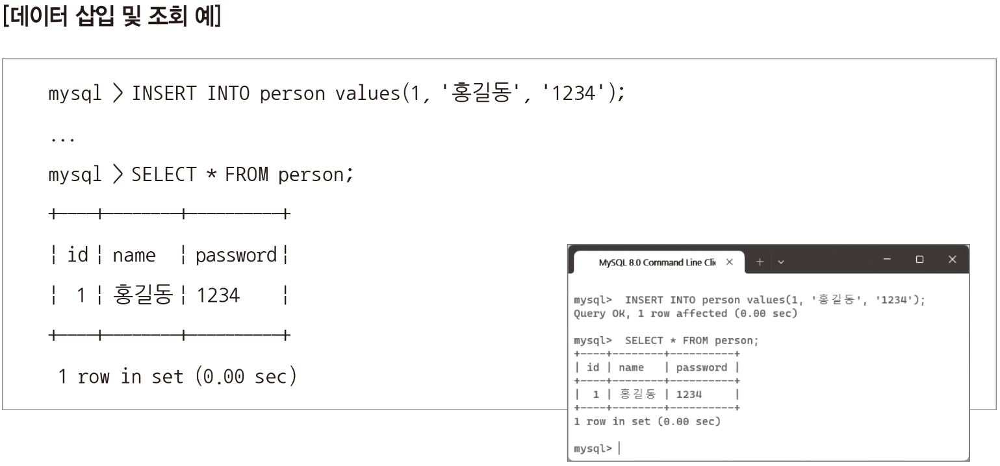 [데이터 삽입 및 조회 예]
mysql > INSERT INTO person values(1, '홍길동', '1234');
...
mysql > SELECT * FROM person;
+----+--------+----------+
| id | name | password |
| 1 | 홍길동 | 1234 |
+----+--------+----------+
1 row in set (0.00 sec)
MySQL 8.0 Command Line Cli
mysql> INSERT INTO person values(1, '홍길동', '1234');
Query OK, 1 row affected (0.00 sec)
mysql> SELECT * FROM person;
+----+--------+----------+
| id | name | password |
+----+--------+----------+
| 1 | 홍길동 | 1234 |
+----+--------+----------+
1 row in set (0.00 sec)
mysql>